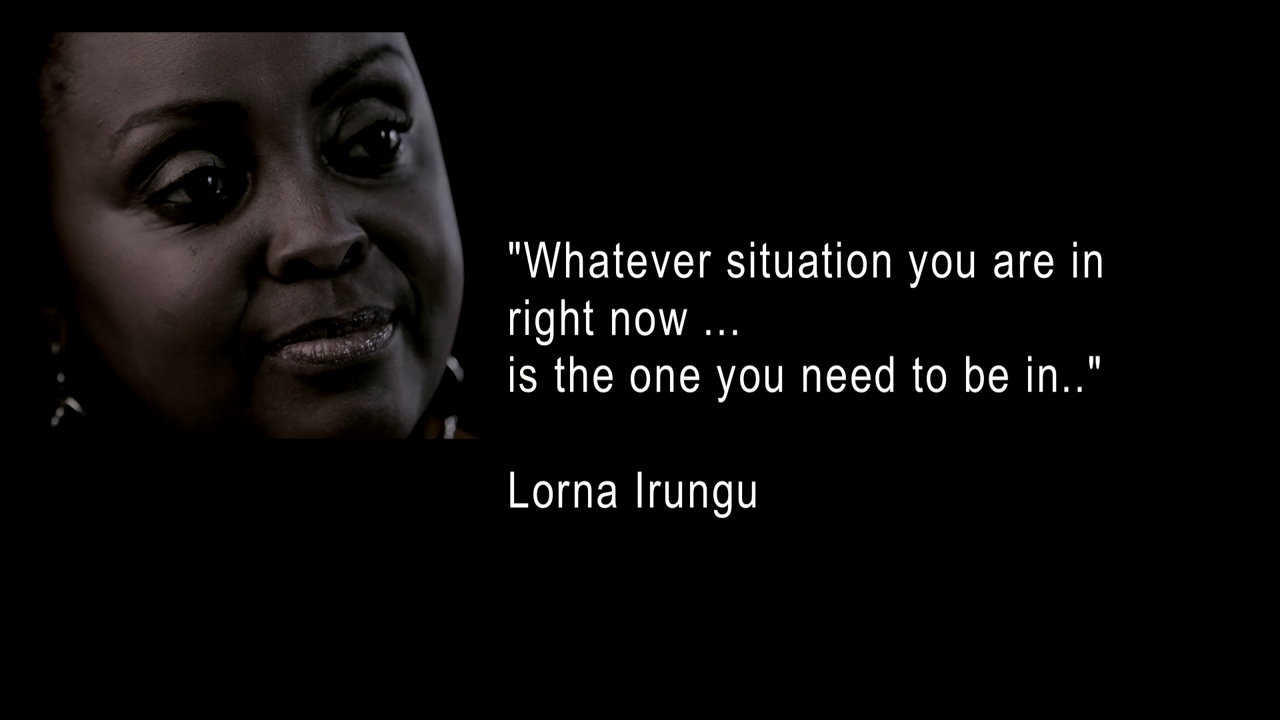 "Whatever situation you are in
right now ...
is the one you need to be in.."
Lorna Irungu